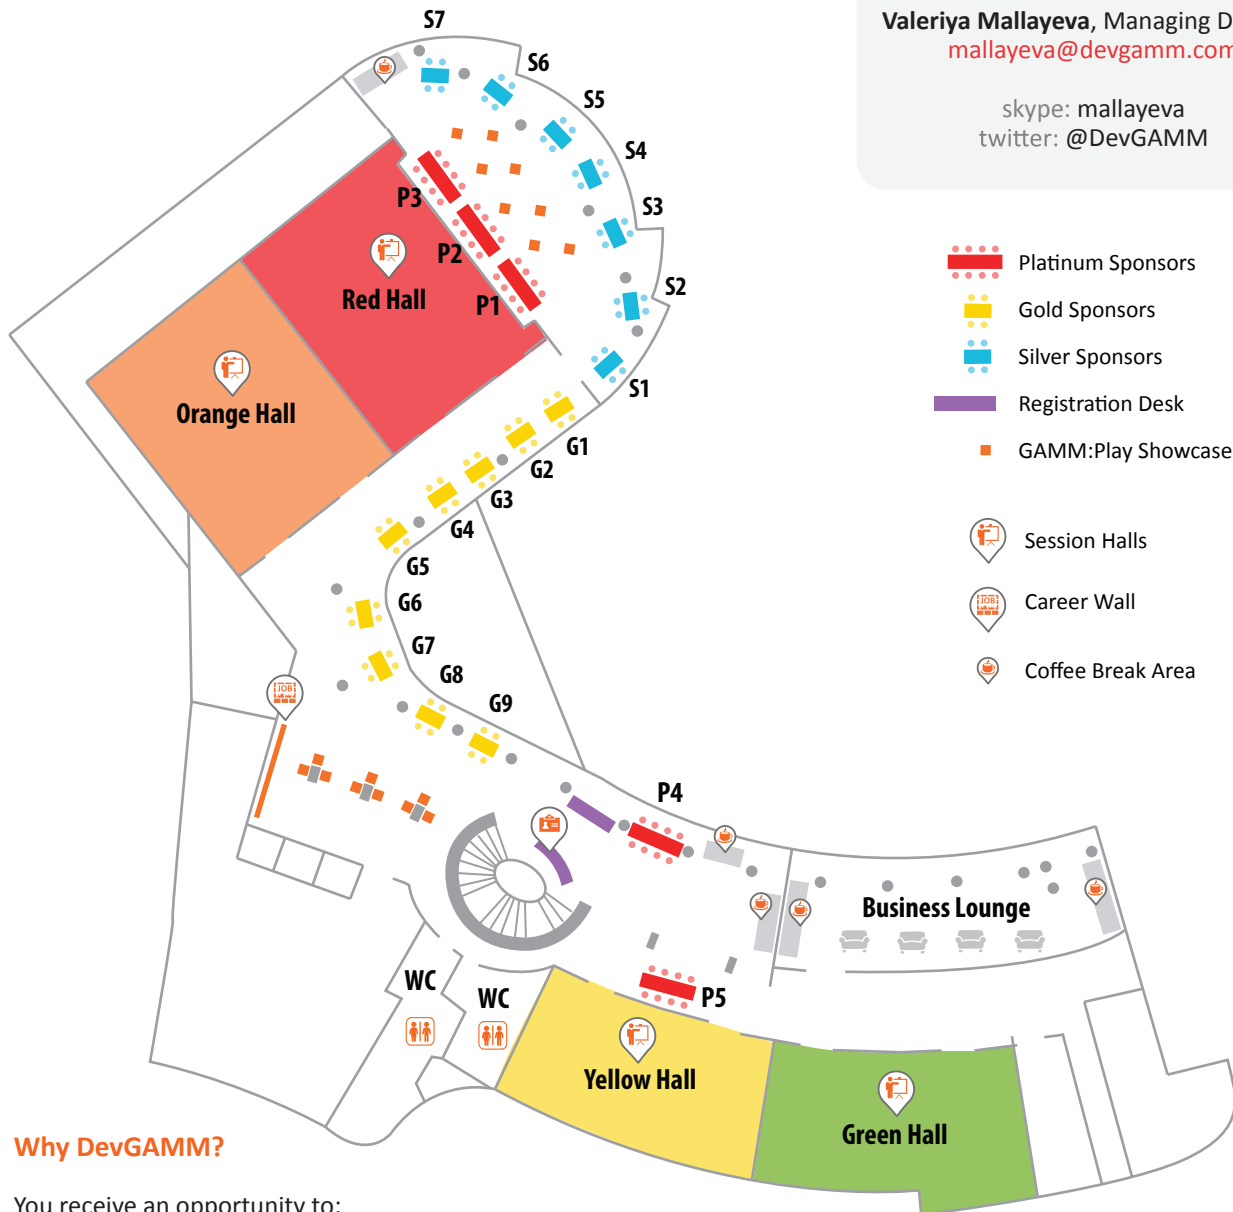 Valeriya Mallayeva, Managing D
mallayeva@devgamm.com
skype: mallayeva
twitter: @DevGAMM
S7
S6
S5
S4
S3
S2
S1
P3
P2
P1
Red Hall
Orange Hall
Platinum Sponsors
Gold Sponsors
Silver Sponsors
Registration Desk
GAMM:Play Showcase
Session Halls
JOB
Career Wall
Coffee Break Area
G1
G2
G3
G4
G5
G6
G7
G8
G9
JOB
P4
Business Lounge
WC
WC
P5
Yellow Hall
Green Hall
Why DevGAMM?
You receive an opportunity to: